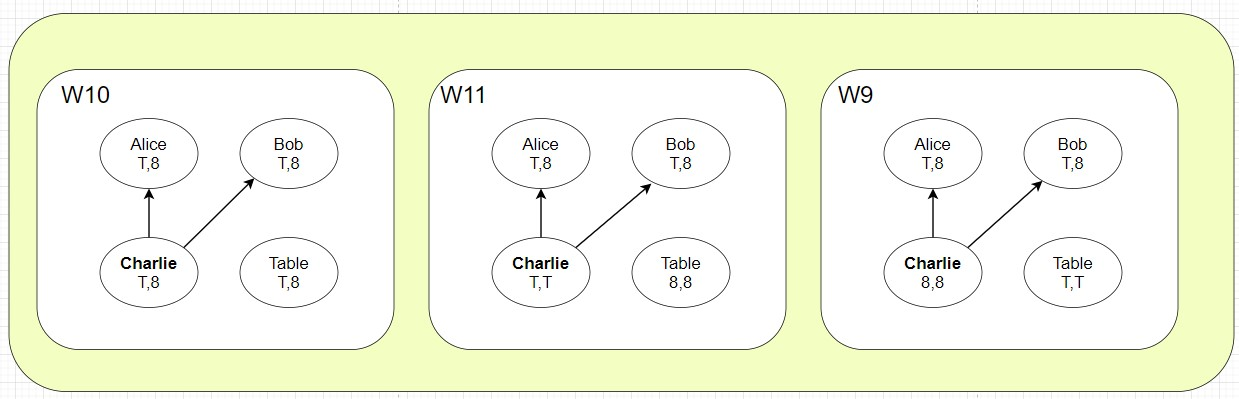 W10
Alice
T,8
Bob
T,8
Charlie
T,8
Table
T,8
W11
Alice
T,8
Bob
T,8
Charlie
T,T
Table
8,8
W9
Alice
T,8
Bob
T,8
Charlie
8,8
Table
T,T